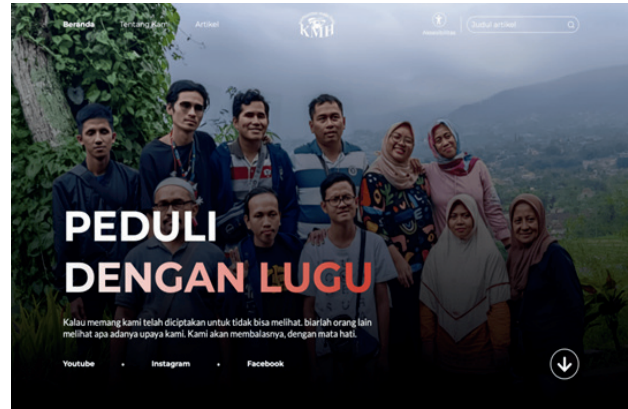 Beranda
Tentang Kami
Artikel
KMH
Aksesibilitas
Judul artikel
PEDULI
DENGAN LUGU
Kalau memang kami telah diciptakan untuk tidak bisa melihat. biarlah orang lain
melihat apa adanya upaya kami. Kami akan membalasnya, dengan mata hati.
Youtube
Instagram
Facebook